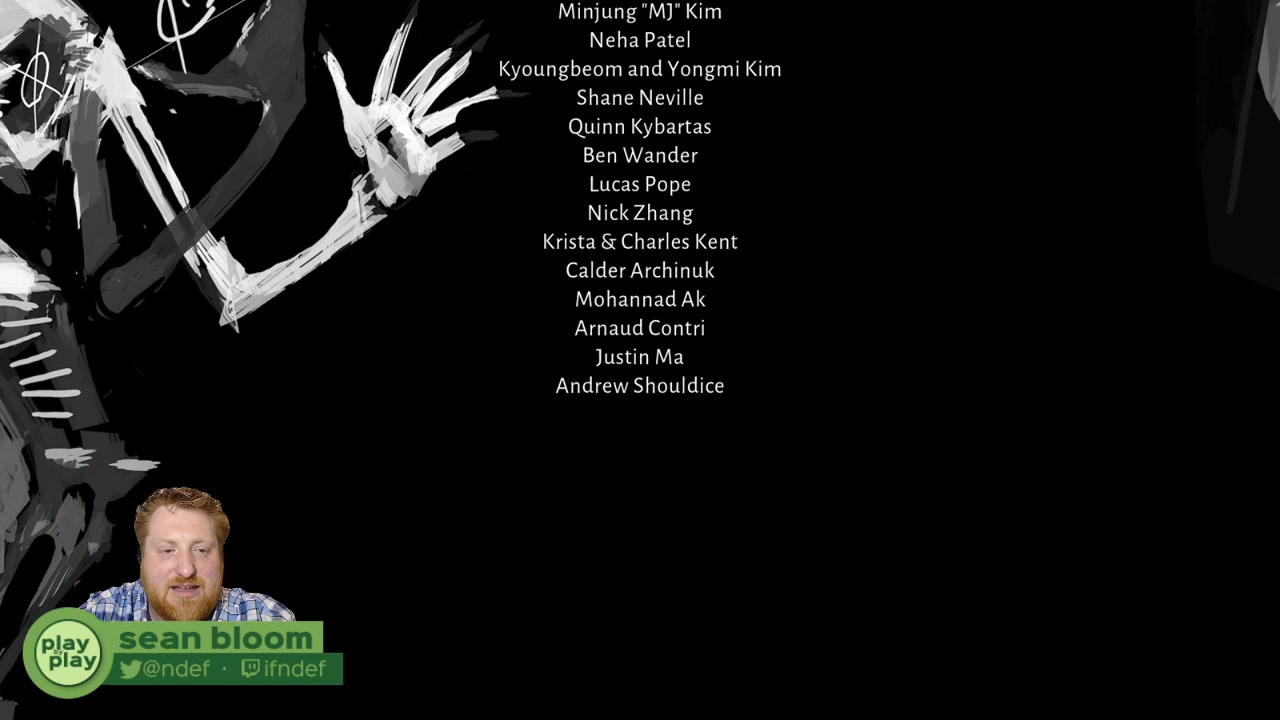 Minjung "MJ" Kim
Neha Patel
Kyoungbeom and Yongmi Kim
Shane Neville
Quinn Kybartas
Ben Wander
Lucas Pope
Nick Zhang
Krista & Charles Kent
Calder Archinuk
Mohannad Ak
Arnaud Contri
Justin Ma
Andrew Shouldice
play
by
play
sean bloom
@ndef · ifndef